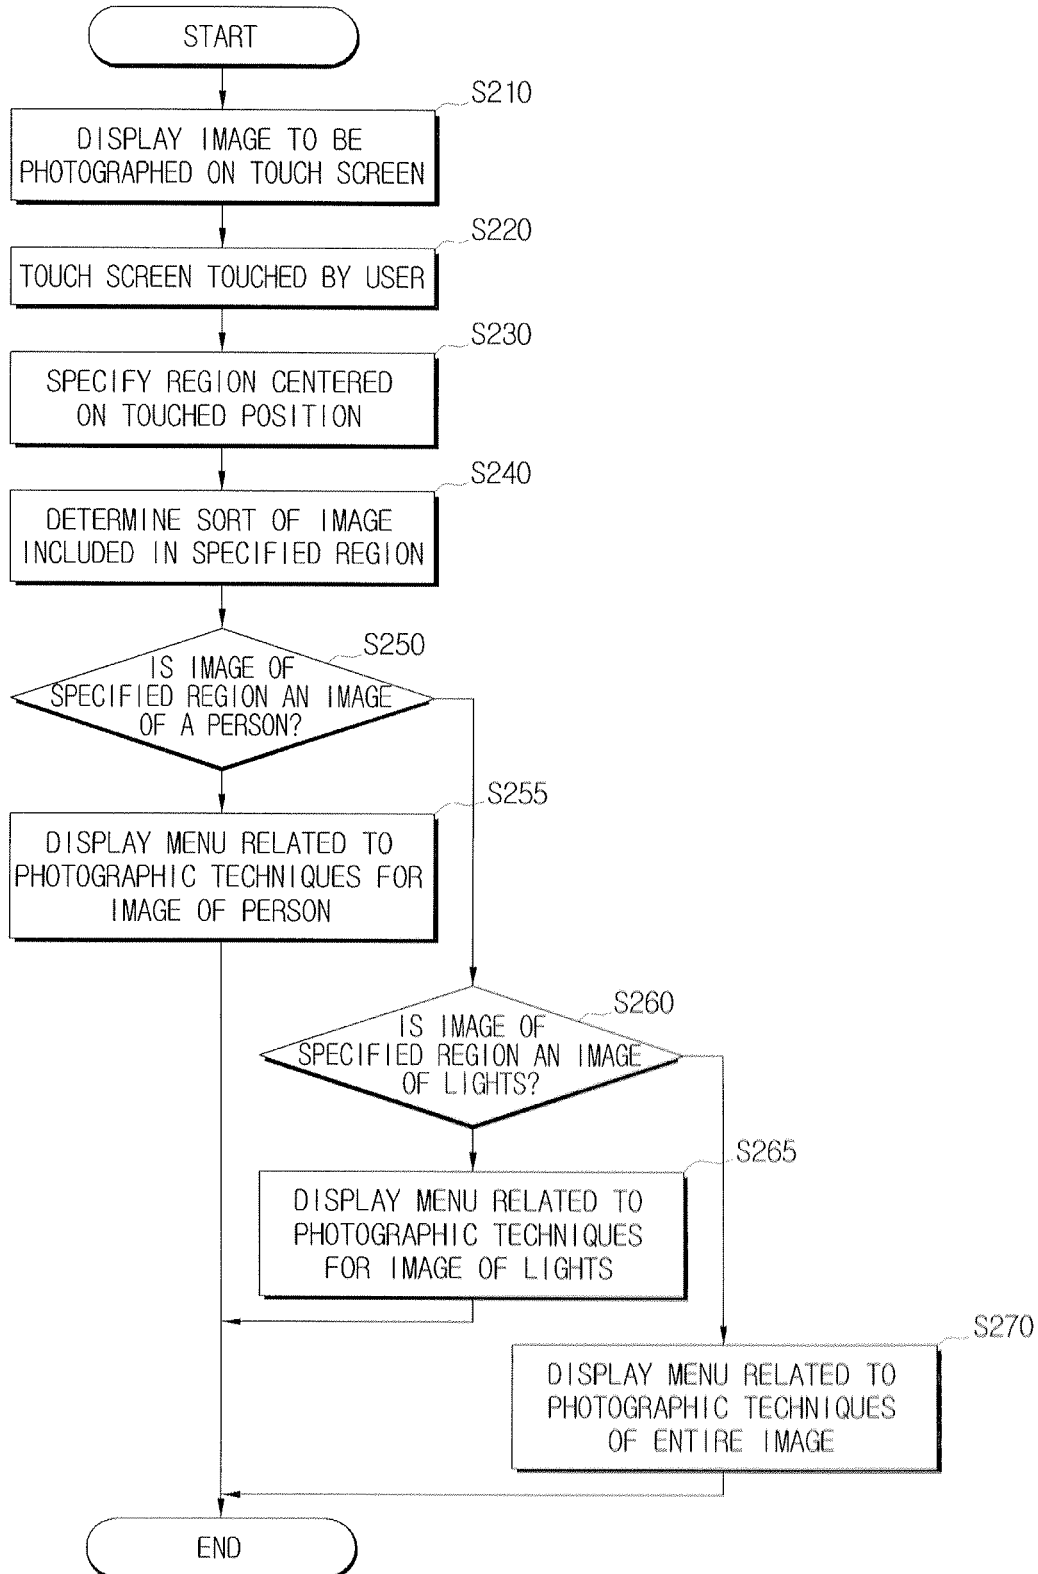 START
S210
DISPLAY IMAGE TO BE
PHOTOGRAPHED ON TOUCH SCREEN
S220
TOUCH SCREEN TOUCHED BY USER
S230
SPECIFY REGION CENTERED
ON TOUCHED POSITION
S240
DETERMINE SORT OF IMAGE
INCLUDED IN SPECIFIED REGION
S250
IS IMAGE OF
SPECIFIED REGION AN IMAGE
OF A PERSON?
S255
DISPLAY MENU RELATED TO
PHOTOGRAPHIC TECHNIQUES FOR
IMAGE OF PERSON
S260
IS IMAGE OF
SPECIFIED REGION AN IMAGE
OF LIGHTS?
S265
DISPLAY MENU RELATED TO
PHOTOGRAPHIC TECHNIQUES
FOR IMAGE OF LIGHTS
S270
DISPLAY MENU RELATED TO
PHOTOGRAPHIC TECHNIQUES
OF ENTIRE IMAGE
END